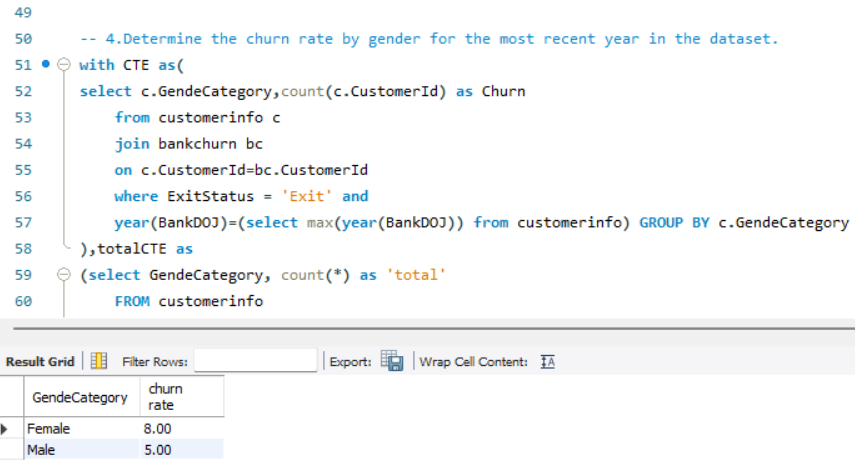 49
50 -- 4.Determine the churn rate by gender for the most recent year in the dataset.
51 with CTE as(
52 select c.GendeCategory,count(c.CustomerId) as Churn
53 from customerinfo c
54 join bankchurn bc
55 on c.CustomerId=bc.CustomerId
56 where ExitStatus = 'Exit' and
57 year(BankDOJ)=(select max(year(BankDOJ)) from customerinfo) GROUP BY c.GendeCategory
58 ),totalCTE as
59 (select GendeCategory, count(*) as 'total'
60 FROM customerinfo
Result Grid Filter Rows: Export: Wrap Cell Content: IA
GendeCategory churn rate
Female 8.00
Male 5.00